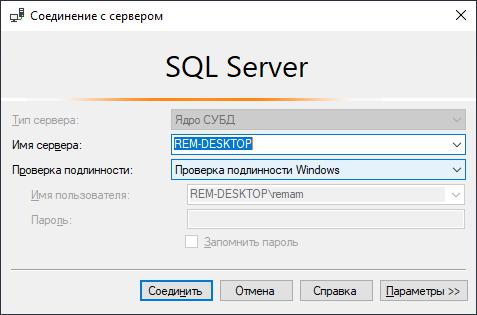 Соединение с сервером
SQL Server
Тип сервера: Ядро СУБД
Имя сервера: REM-DESKTOP
Проверка подлинности: Проверка подлинности Windows
Имя пользователя: REM-DESKTOP\remam
Пароль:
Запомнить пароль
Соединить Отмена Справка Параметры >>